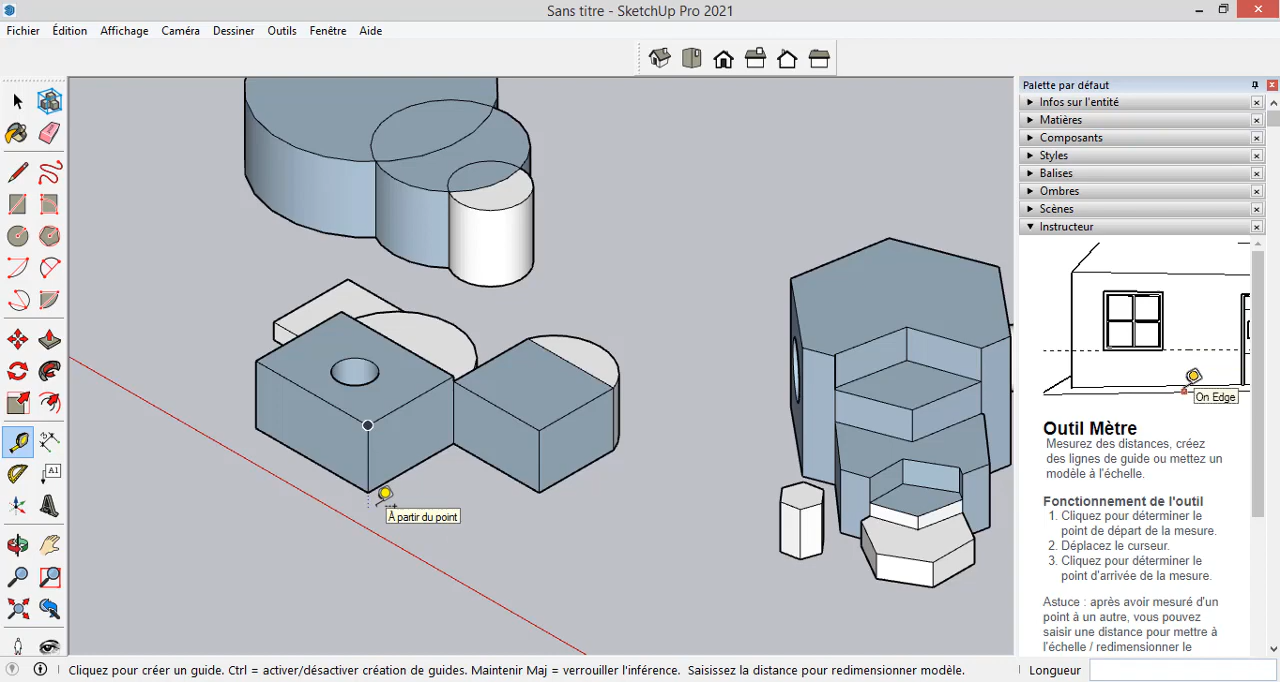 Sans titre - SketchUp Pro 2021
Fichier Édition Affichage Caméra Dessiner Outils Fenêtre Aide
Palette par défaut
Infos sur l'entité
Matières
Composants
Styles
Balises
Ombres
Scènes
Instructeur
On Edge
Outil Mètre
Mesurez des distances, créez
des lignes de guide ou mettez un
modèle à l'échelle.
Fonctionnement de l'outil
1. Cliquez pour déterminer le
point de départ de la mesure.
2. Déplacez le curseur.
3. Cliquez pour déterminer le
point d'arrivée de la mesure.
Astuce : après avoir mesuré d'un
point à un autre, vous pouvez
saisir une distance pour mettre à
l'échelle / redimensionner le
À partir du point
A1
Cliquez pour créer un guide. Ctrl = activer/désactiver création de guides. Maintenir Maj = verrouiller l'inférence. Saisissez la distance pour redimensionner modèle.
Longueur